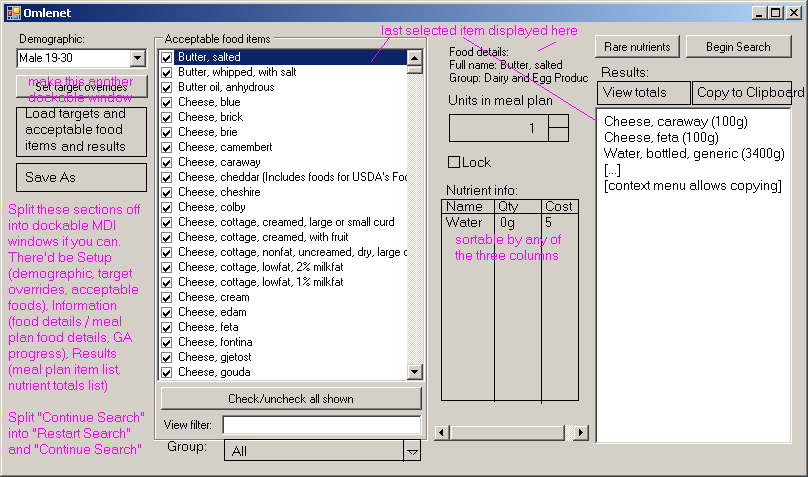 Omlenet
Demographic:
Male 19-30
make this another
dockable window
Set target overrides
Load targets and
acceptable food
items and results
Save As
Split these sections off
into dockable MDI
windows if you can.
There'd be Setup
(demographic, target
overrides, acceptable
foods), Information
(food details / meal
plan food details, GA
progress), Results
(meal plan item list,
nutrient totals list)
Split "Continue Search"
into "Restart Search"
and "Continue Search"
Acceptable food items
Butter, salted
Butter, whipped, with salt
Butter oil, anhydrous
Cheese, blue
Cheese, brick
Cheese, brie
Cheese, camembert
Cheese, caraway
Cheese, cheddar (Includes foods for USDA's Foo
Cheese, cheshire
Cheese, colby
Cheese, cottage, creamed, large or small curd
Cheese, cottage, creamed, with fruit
Cheese, cottage, nonfat, uncreamed, dry, large o
Cheese, cottage, lowfat, 2% milkfat
Cheese, cottage, lowfat, 1% milkfat
Cheese, cream
Cheese, edam
Cheese, feta
Cheese, fontina
Cheese, gjetost
Cheese, gouda
Check/uncheck all shown
View filter:
Group: All
last selected item displayed here
Food details:
Full name: Butter, salted
Group: Dairy and Egg Produc
Units in meal plan
1
Lock
Nutrient info:
Name Qty Cost
Water 0g 5
sortable by any of
the three columns
Rare nutrients Begin Search
Results:
View totals Copy to Clipboard
Cheese, caraway (100g)
Cheese, feta (100g)
Water, bottled, generic (3400g)
[...]
[context menu allows copying]